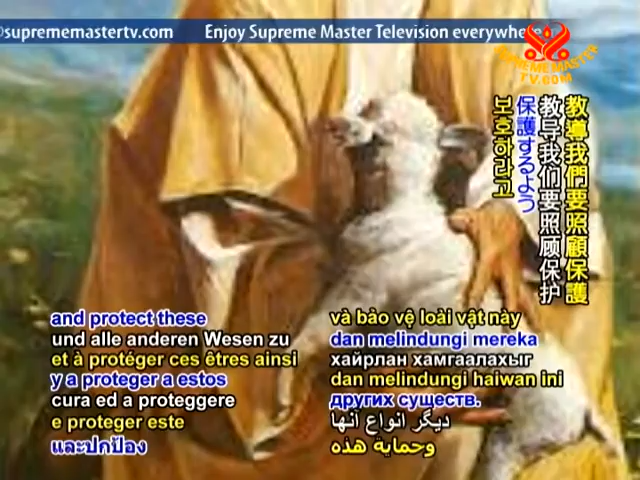 @suprememastertv.com Enjoy Supreme Master Television everywhere
SUPREME MASTER
TV.COM
教導我們要照顧保護
教导我们要照顾保护
保護するよう
보호하라고
and protect these
und alle anderen Wesen zu
et à protéger ces êtres ainsi
y a proteger a estos
cura ed a proteggere
e proteger este
และปกป้อง
và bảo vệ loài vật này
dan melindungi mereka
хайрлан хамгаалахыг
dan melindungi haiwan ini
других существ.
دیگر انواع آنها
وحماية هذه